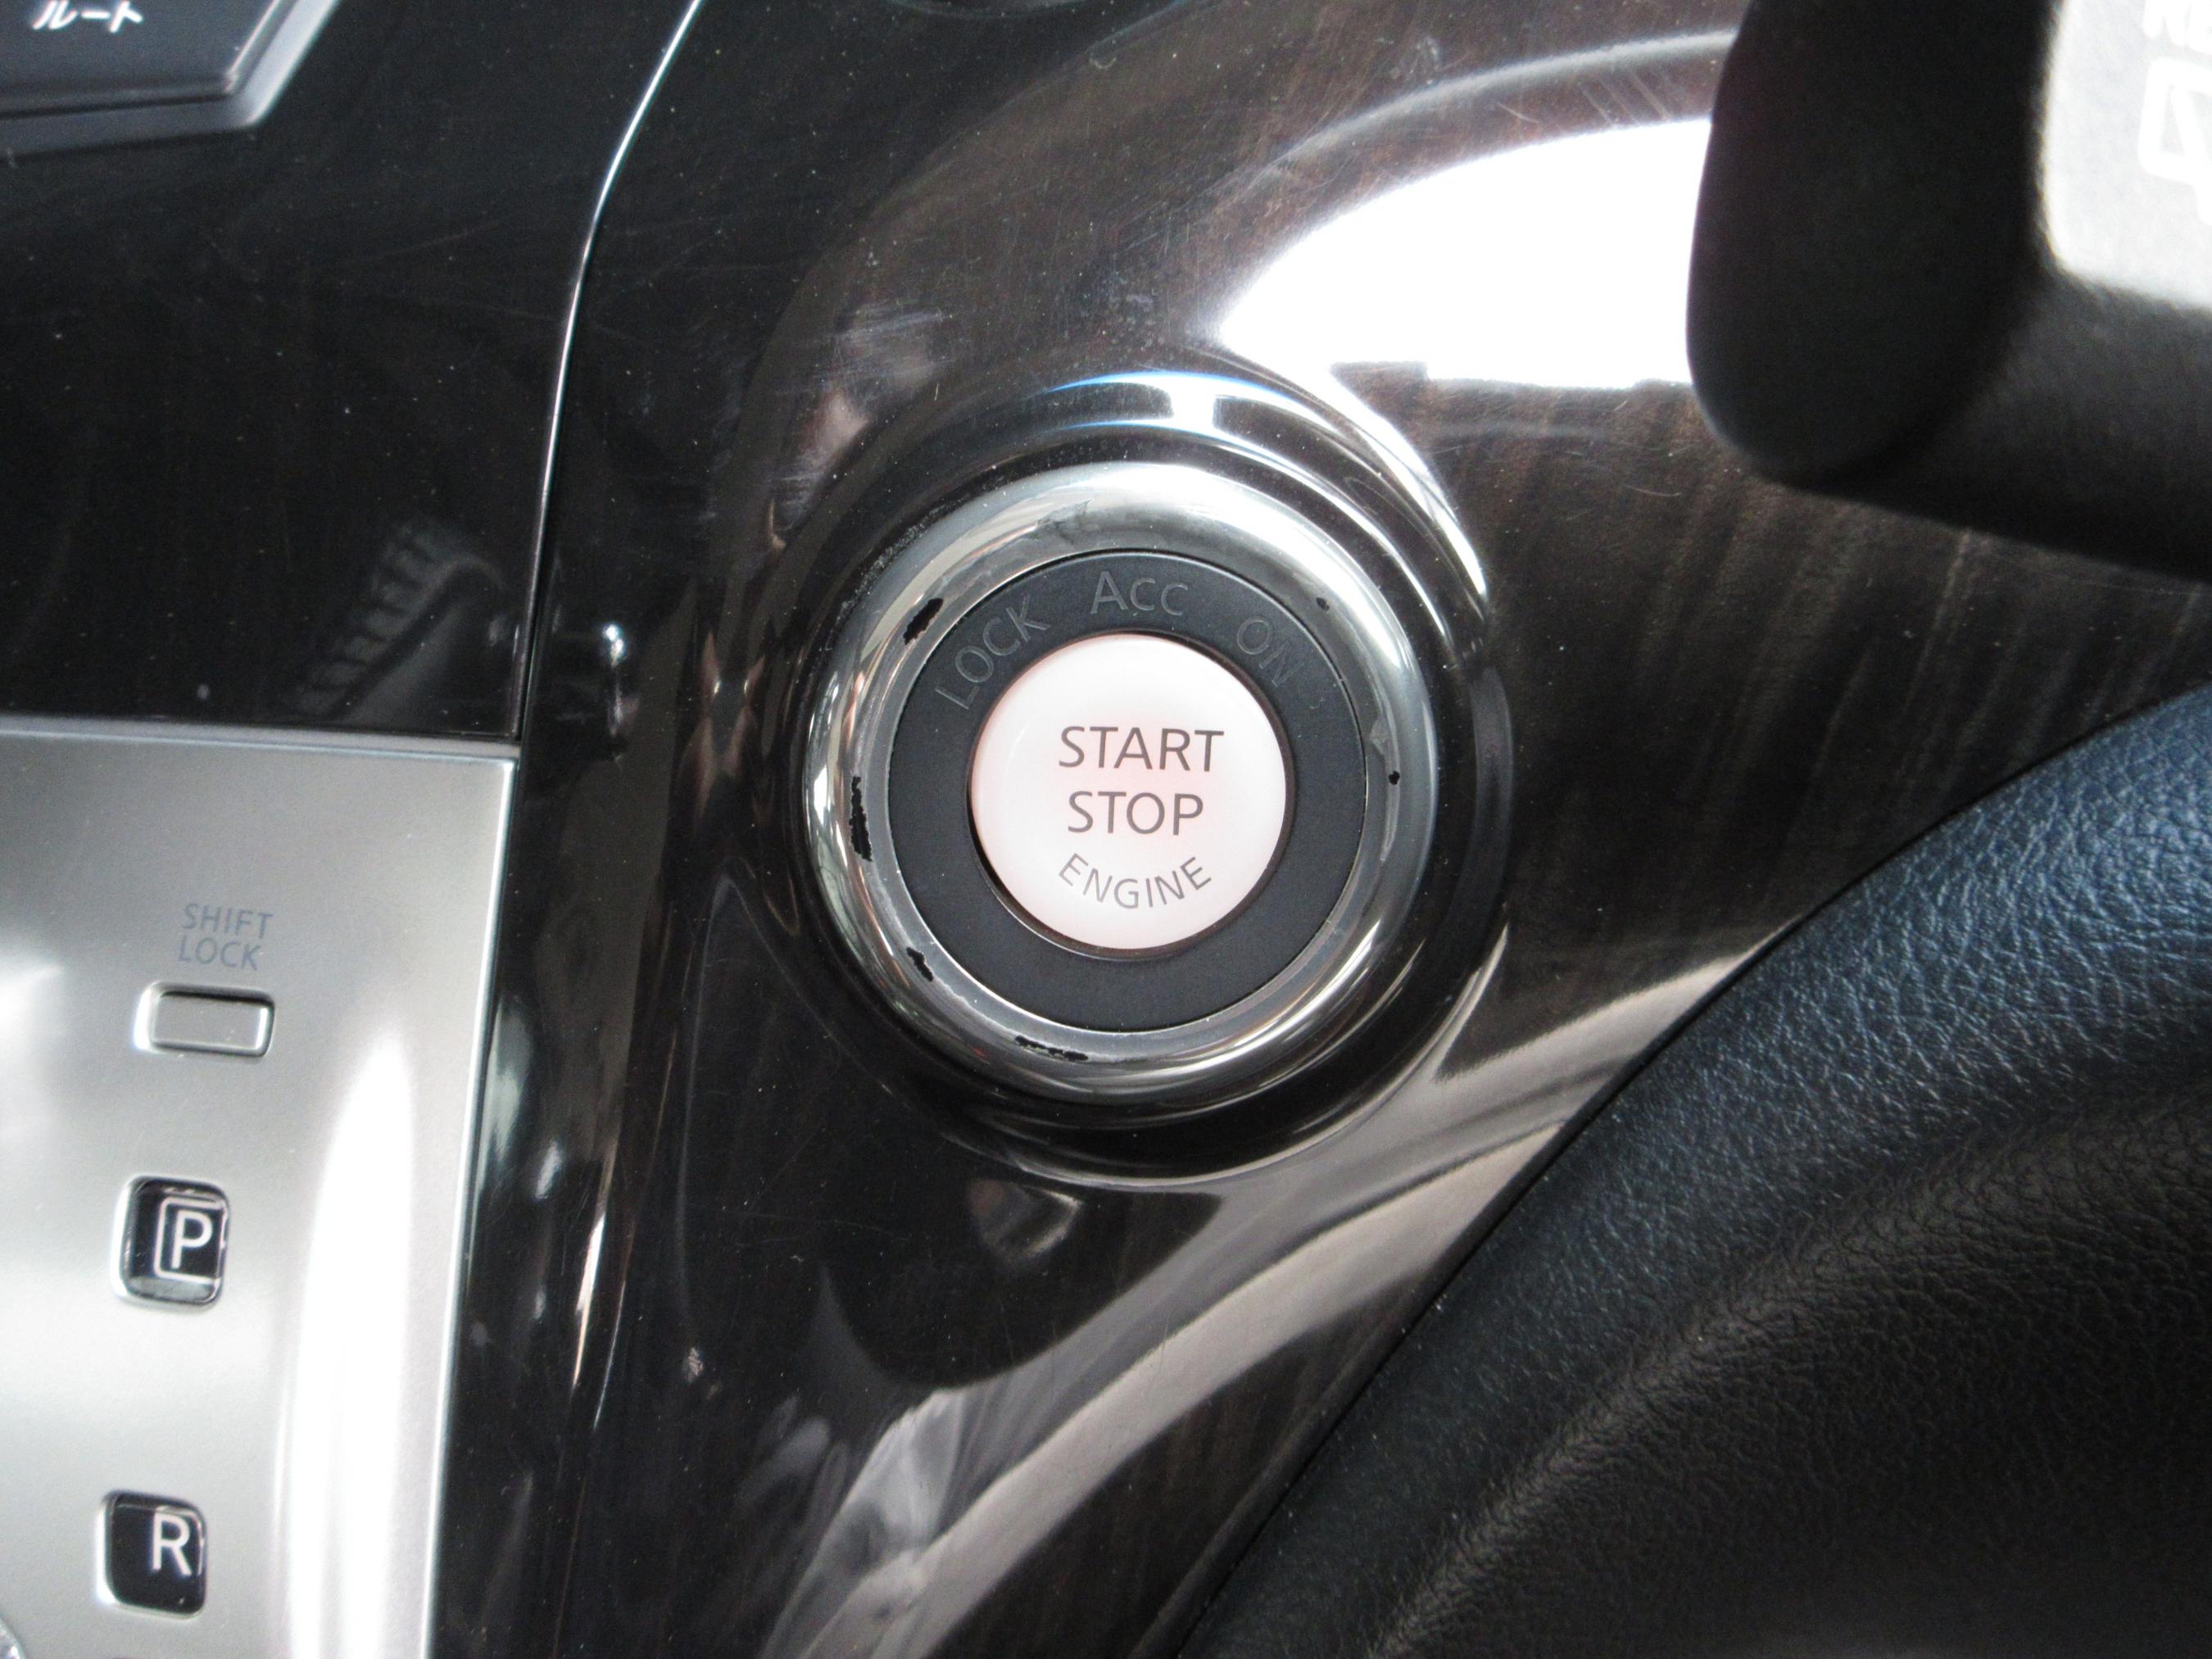 ルート
LOCK ACC ON
START
STOP
ENGINE
SHIFT
LOCK
P
R